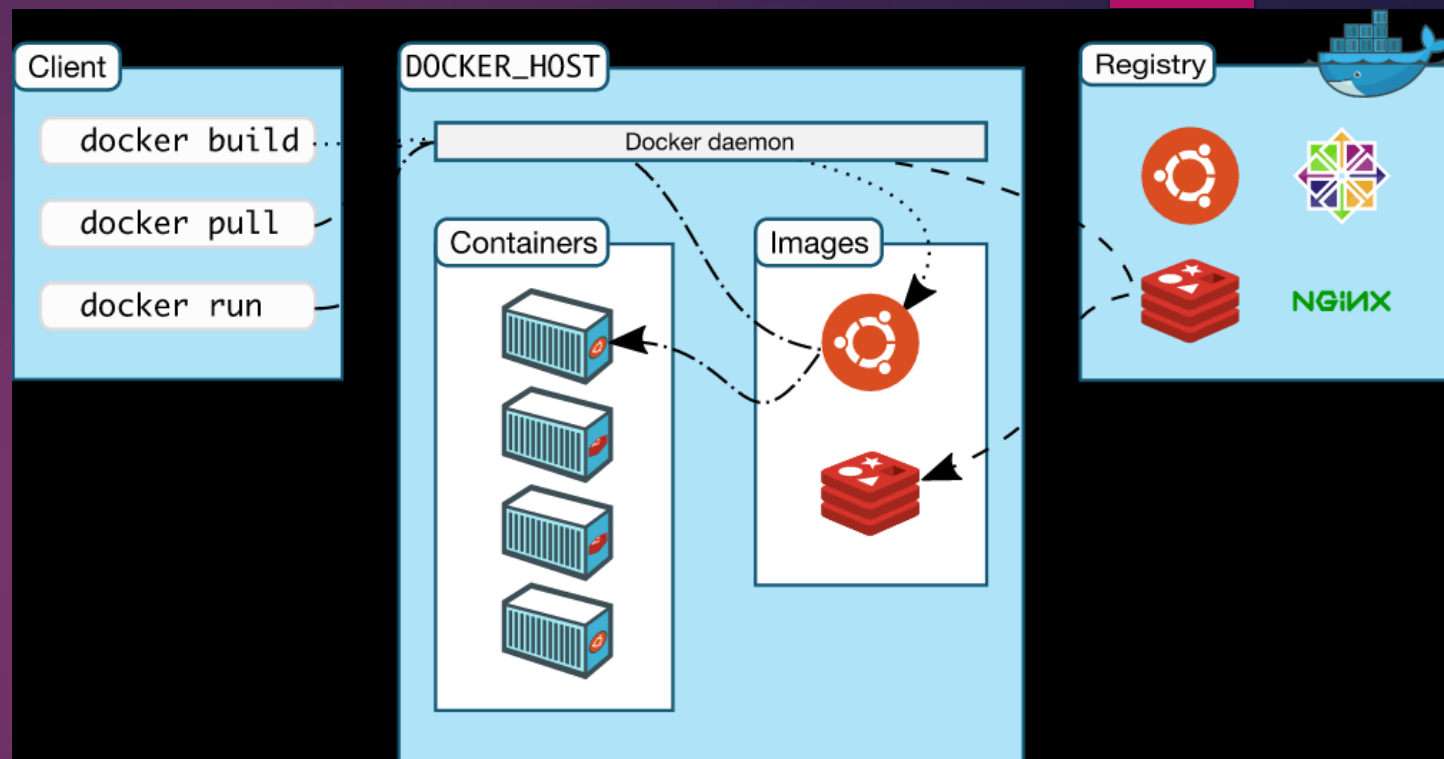 Client
docker build
docker pull
docker run
DOCKER_HOST
Docker daemon
Containers
Images
Registry
NGINX